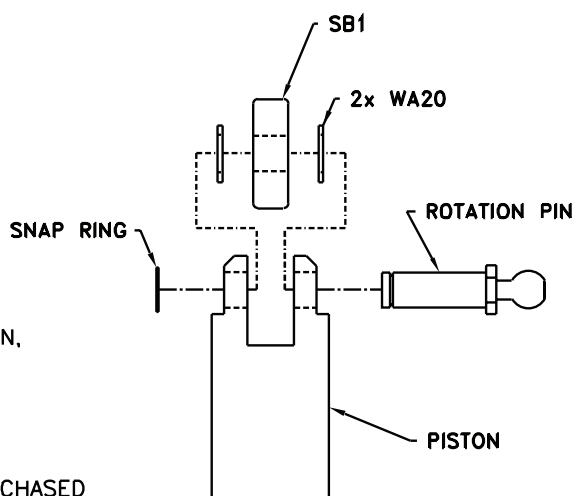 SB1
2x WA20
ROTATION PIN
SNAP RING
N,
PISTON
CHASED